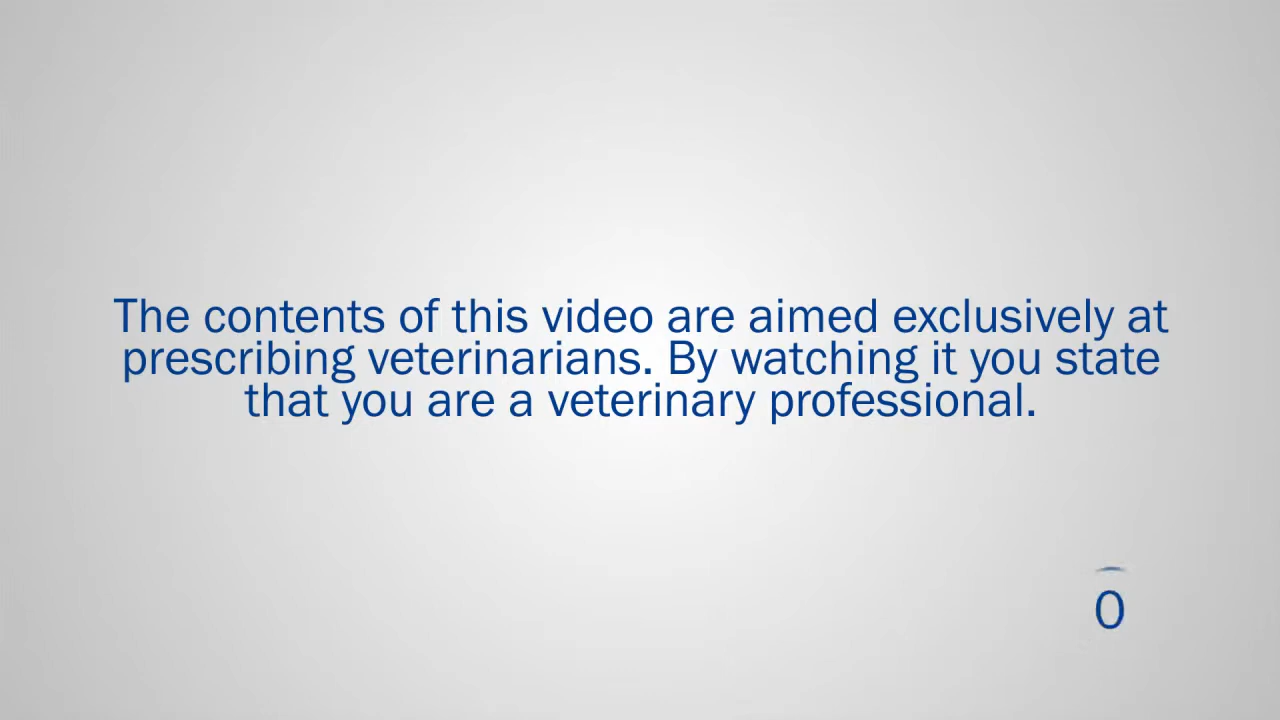 The contents of this video are aimed exclusively at
prescribing veterinarians. By watching it you state
that you are a veterinary professional.
0